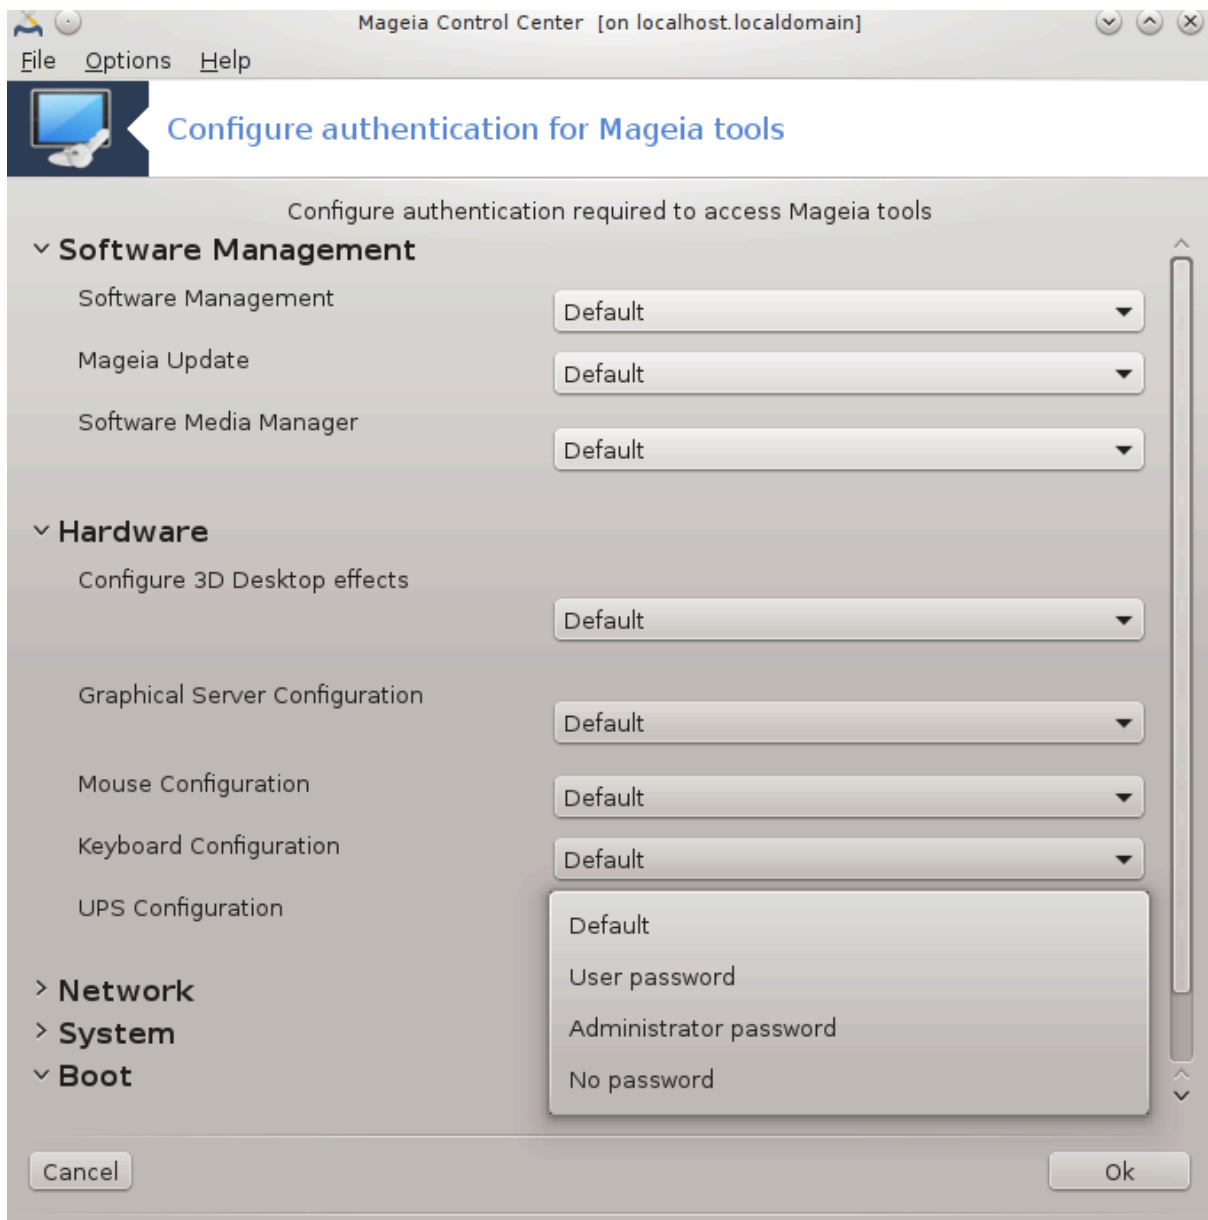 Mageia Control Center [on localhost.localdomain]
File Options Help
Configure authentication for Mageia tools
Configure authentication required to access Mageia tools
Software Management
Software Management
Default
Mageia Update
Default
Software Media Manager
Default
Hardware
Configure 3D Desktop effects
Default
Graphical Server Configuration
Default
Mouse Configuration
Default
Keyboard Configuration
Default
UPS Configuration
Default
User password
Administrator password
No password
Network
System
Boot
Cancel
Ok